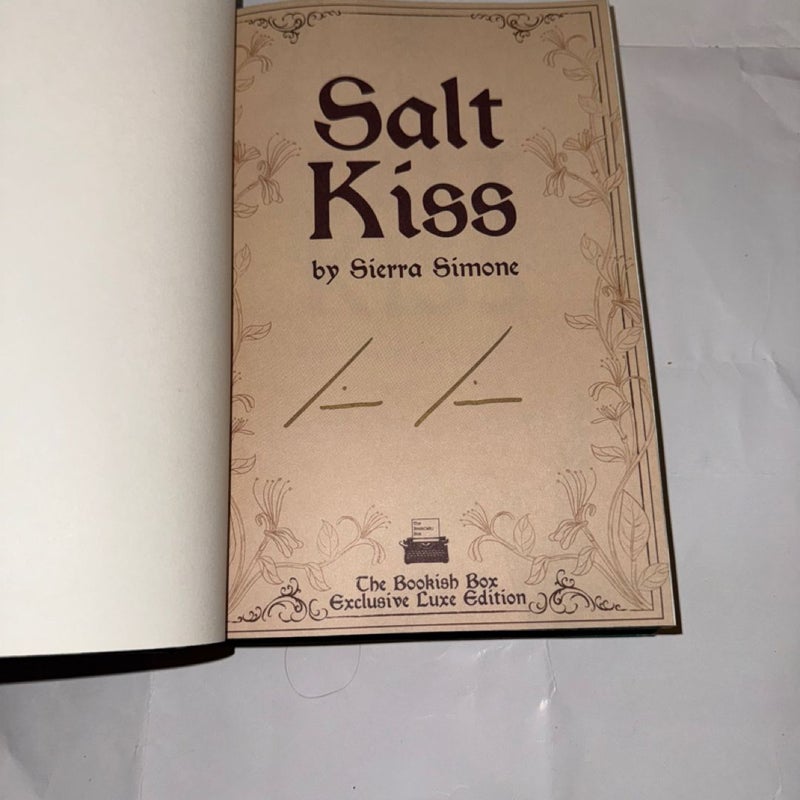 Salt
Kiss
by Sierra Simone
The Bookish Box
Exclusive Luxe Edition